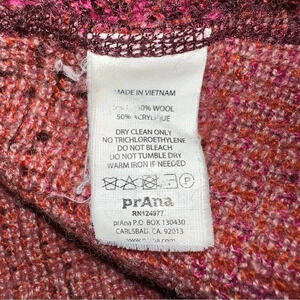 MADE IN VIETNAM
50% WOOL
50%
DRY CLEAN ONLY
NO TRICHLOROETHYLENE
DO NOT BLEACH
DO NOT TUMBLE DRY
WARM IRON IF NEEDED
P
prAna
RN124977
prAna P.O. BOX 130430
CARLSBAD, CA. 92013